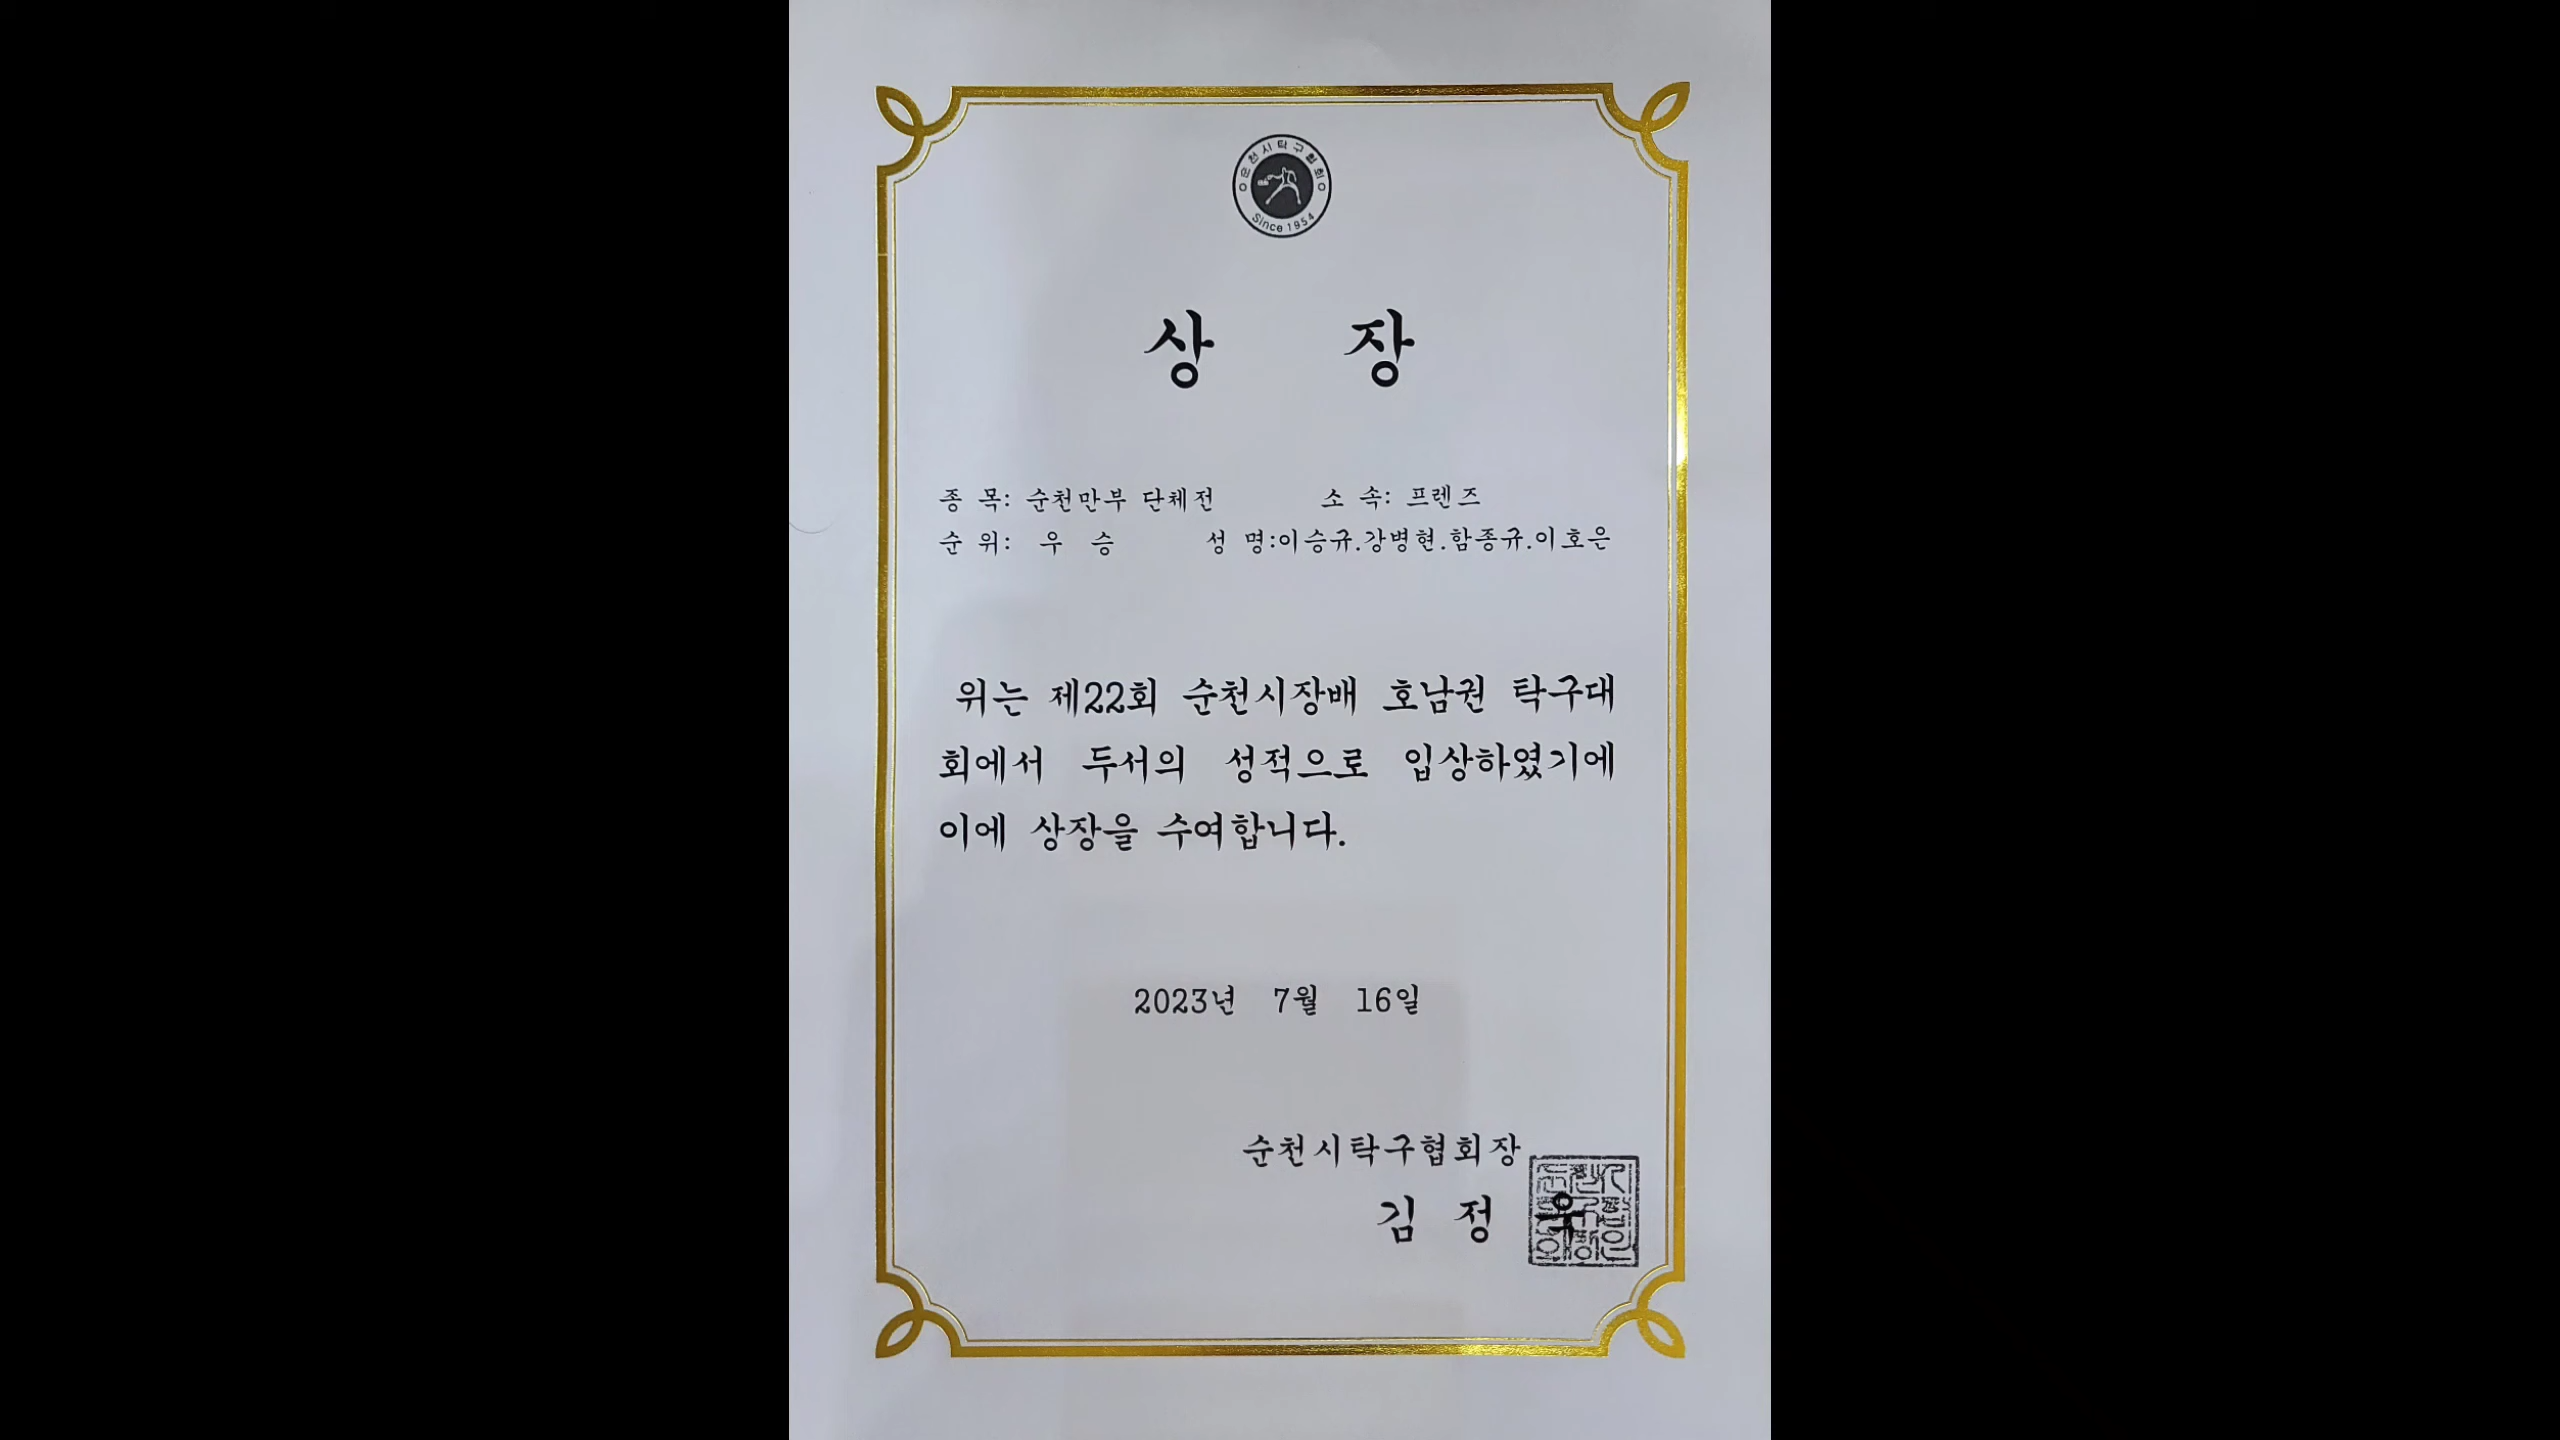 순천시탁구협회
Since 1954
상 장
종 목: 순천만부 단체전 소 속: 프렌즈
순 위: 우 승 성 명:이승규.강병현.함종규.이호은
위는 제22회 순천시장배 호남권 탁구대
회에서 두서의 성적으로 입상하였기에
이에 상장을 수여합니다.
2023년 7월 16일
순천시탁구협회장
김 정 욱